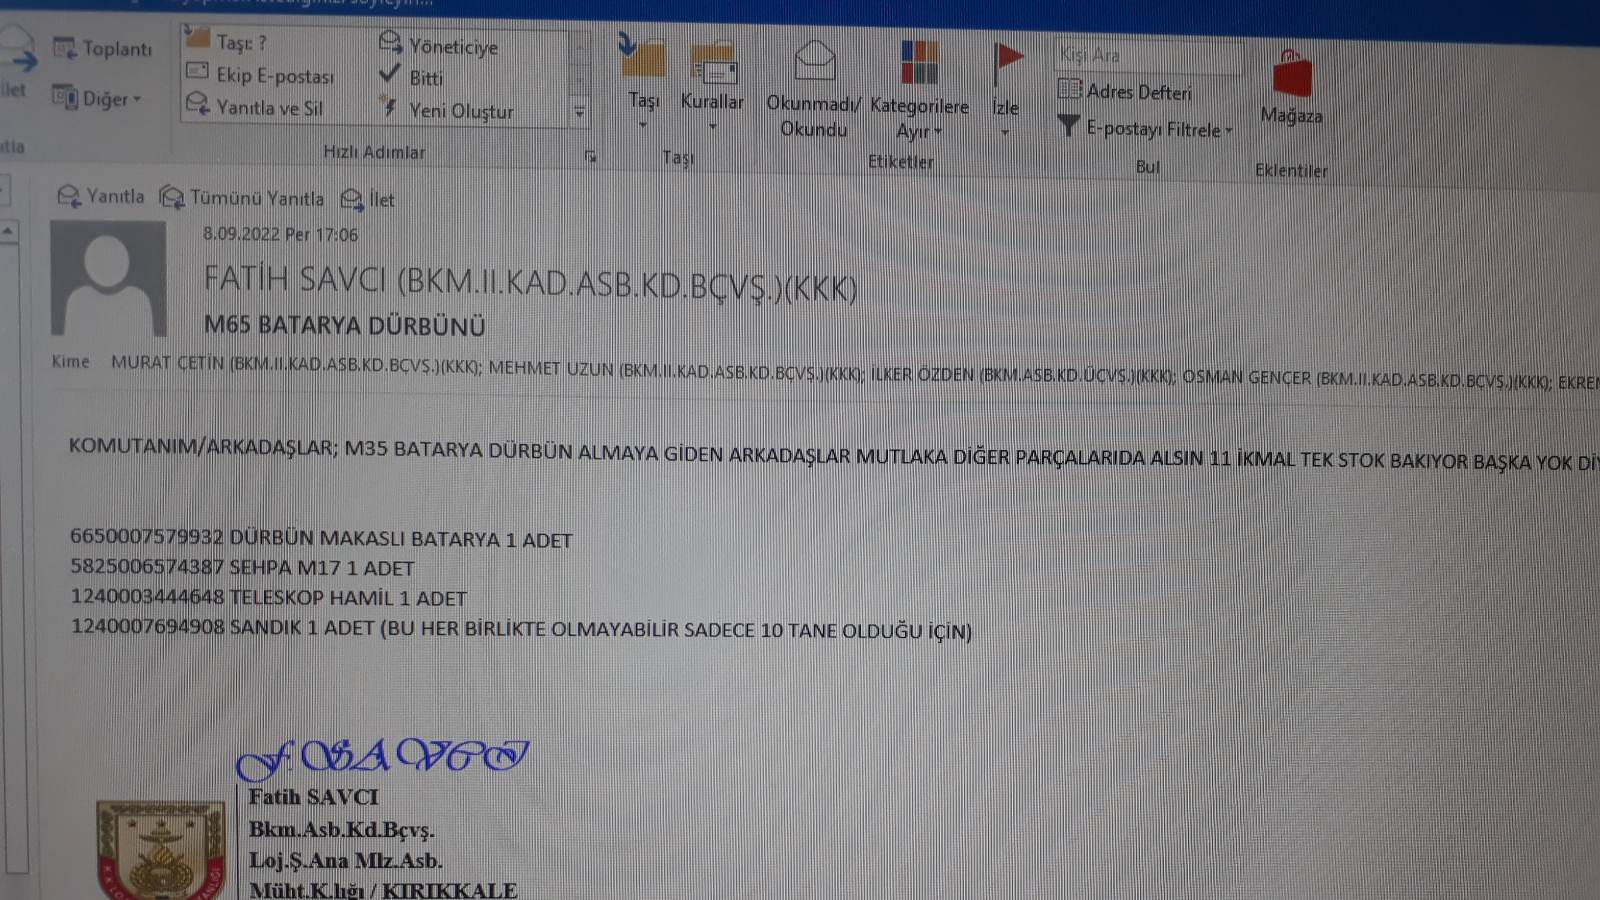 Toplantı
Taşı: ?
Yöneticiye
Kişi Ara
Ekip E-postası
Bitti
Diğer
Yanıtla ve Sil
Yeni Oluştur
Taşı
Kurallar
Okunmadı/
Okundu
Kategorilere
Ayır
İzle
Adres Defteri
E-postayı Filtrele
Mağaza
Hızlı Adımlar
Taşı
Etiketler
Bul
Eklentiler
Yanıtla Tümünü Yanıtla İlet
8.09.2022 Per 17:06
FATİH SAVCI (BKM.II.KAD.ASB.KD.BÇVŞ.)(KKK)
M65 BATARYA DÜRBÜNÜ
Kime MURAT ÇETİN (BKM.II.KAD.ASB.KD.BÇVŞ.)(KKK); MEHMET UZUN (BKM.II.KAD.ASB.KD.BÇVŞ.)(KKK); İLKER ÖZDEN (BKM.ASB.KD.ÜÇVŞ.)(KKK); OSMAN GENÇER (BKM.II.KAD.ASB.KD.BÇVŞ.)(KKK);
KOMUTANIM/ARKADAŞLAR; M35 BATARYA DÜRBÜN ALMAYA GİDEN ARKADAŞLAR MUTLAKA DİĞER PARÇALARIDA ALSIN 11 İKMAL TEK STOK BAKIYOR BAŞKA YOK
6650007579932 DÜRBÜN MAKASLI BATARYA 1 ADET
5825006574387 SEHPA M17 1 ADET
1240003444648 TELESKOP HAMİL 1 ADET
1240007694908 SANDIK 1 ADET (BU HER BİRLİKTE OLMAYABİLİR SADECE 10 TANE OLDUĞU İÇİN)
F SAVCI
Fatih SAVCI
Bkm.Asb.Kd.Bçvş.
Loj.Ş.Ana Mlz.Asb.
Müht.K.lığı / KIRIKKALE